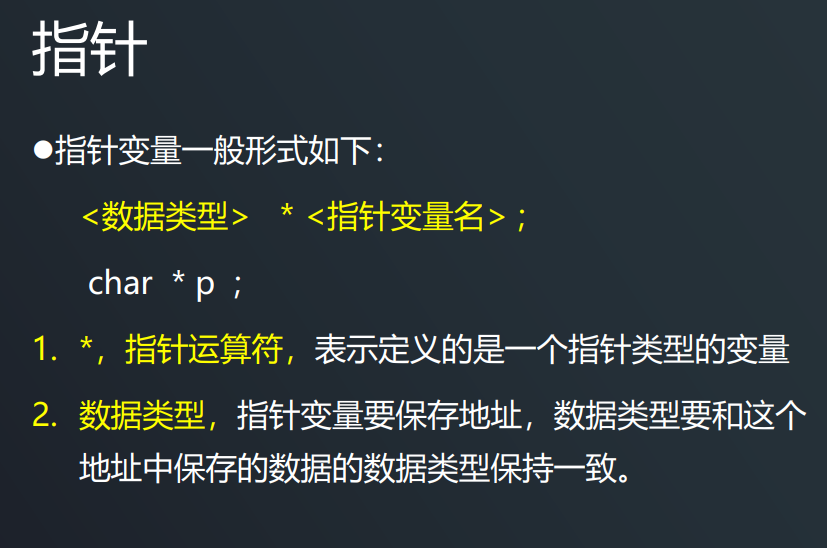 指针
●指针变量一般形式如下：
<数据类型> * <指针变量名> ;
char * p ;
1. *，指针运算符，表示定义的是一个指针类型的变量
2. 数据类型，指针变量要保存地址，数据类型要和这个
地址中保存的数据的数据类型保持一致。